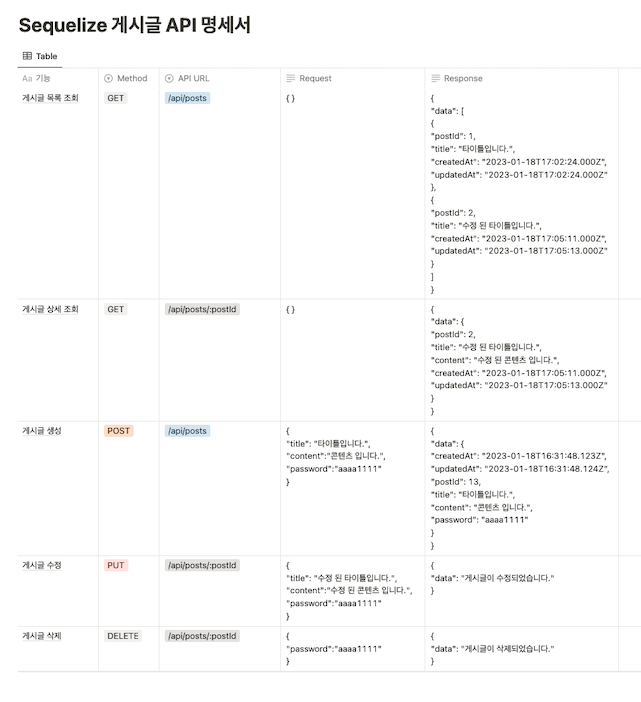 Sequelize 게시글 API 명세서
Table
Aa 기능 Method API URL Request Response
게시글 목록 조회 GET /api/posts { } {
"data": [
{
"postId": 1,
"title": "타이틀입니다.",
"createdAt": "2023-01-18T17:02:24.000Z",
"updatedAt": "2023-01-18T17:02:24.000Z"
},
{
"postId": 2,
"title": "수정 된 타이틀입니다.",
"createdAt": "2023-01-18T17:05:11.000Z",
"updatedAt": "2023-01-18T17:05:13.000Z"
}
]
}
게시글 상세 조회 GET /api/posts/:postId { } {
"data": {
"postId": 2,
"title": "수정 된 타이틀입니다.",
"content": "수정 된 콘텐츠 입니다.",
"createdAt": "2023-01-18T17:05:11.000Z",
"updatedAt": "2023-01-18T17:05:13.000Z"
}
}
게시글 생성 POST /api/posts { {
"title": "타이틀입니다.", "data": {
"content":"콘텐츠 입니다.", "createdAt": "2023-01-18T16:31:48.123Z",
"password":"aaaa1111" "updatedAt": "2023-01-18T16:31:48.124Z",
} "postId": 13,
"title": "타이틀입니다.",
"content": "콘텐츠 입니다.",
"password": "aaaa1111"
}
}
게시글 수정 PUT /api/posts/:postId { {
"title": "수정 된 타이틀입니다.", "data": "게시글이 수정되었습니다."
"content":"수정 된 콘텐츠 입니다.", }
"password":"aaaa1111"
}
게시글 삭제 DELETE /api/posts/:postId { {
"password":"aaaa1111" "data": "게시글이 삭제되었습니다."
} }